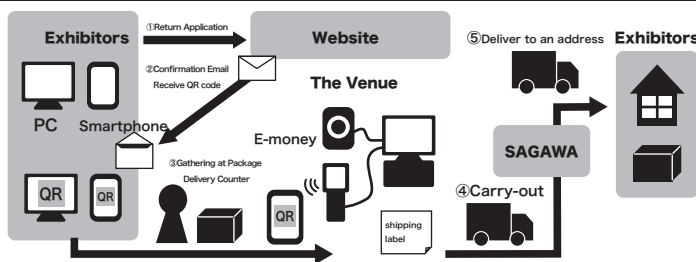 Exhibitors
①Return Application
Website
⑤Deliver to an address
Exhibitors
②Confirmation Email
Receive QR code
The Venue
PC
Smartphone
E-money
SAGAWA
③Gathering at Package
Delivery Counter
④Carry-out
QR
QR
QR
shipping
label